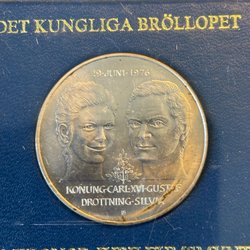 DET KUNGLIGA BRÖLLOPET
19·JUNI·1976
KONUNG·CARL·XVI·GUSTAF
DROTTNING·SILVIA